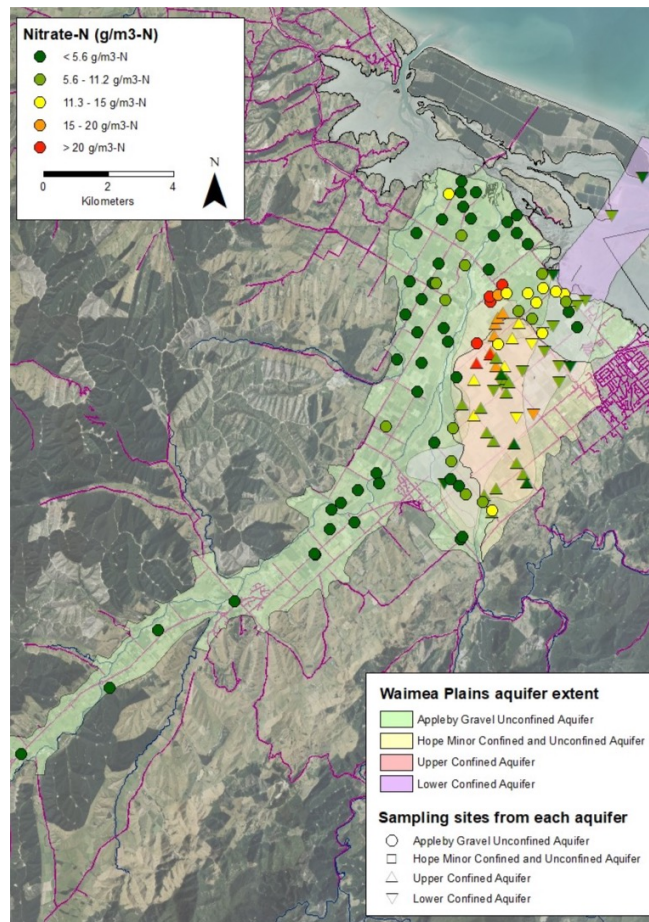 Nitrate-N (g/m3-N)
< 5.6 g/m3-N
5.6 - 11.2 g/m3-N
11.3 - 15 g/m3-N
15 - 20 g/m3-N
> 20 g/m3-N
N
0 2 4
Kilometers
Waimea Plains aquifer extent
Appleby Gravel Unconfined Aquifer
Hope Minor Confined and Unconfined Aquifer
Upper Confined Aquifer
Lower Confined Aquifer
Sampling sites from each aquifer
Appleby Gravel Unconfined Aquifer
Hope Minor Confined and Unconfined Aquifer
Upper Confined Aquifer
Lower Confined Aquifer